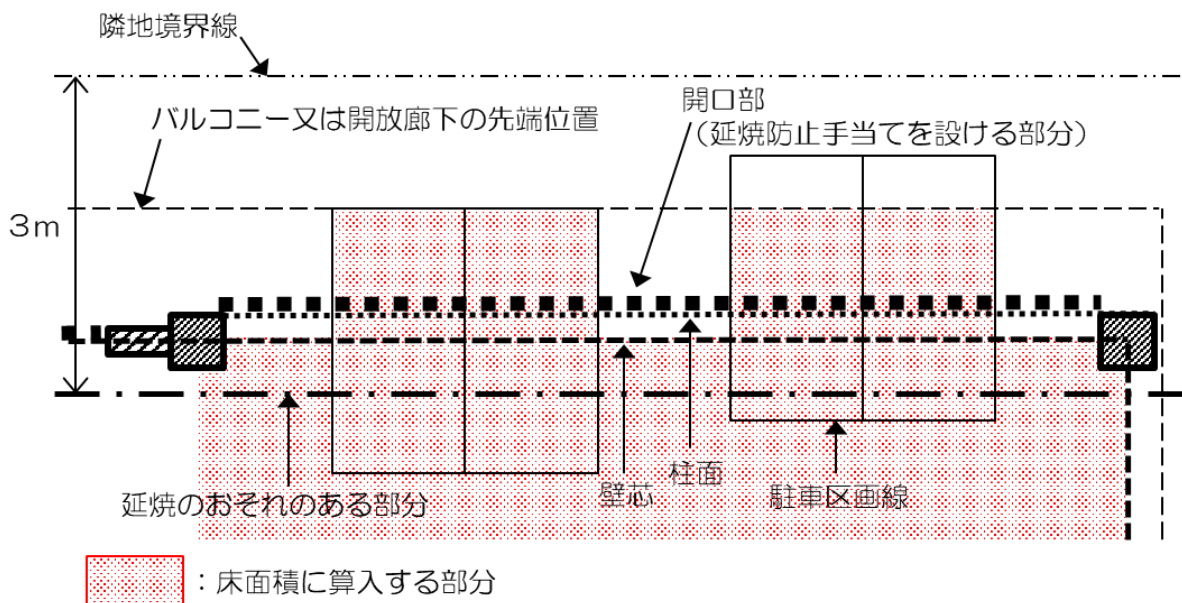 隣地境界線
バルコニー又は開放廊下の先端位置
開口部
（延焼防止手当てを設ける部分）
3m
延焼のおそれのある部分
壁芯
柱面
駐車区画線
：床面積に算入する部分